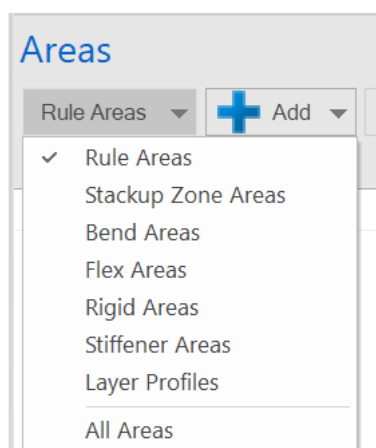 Areas
Rule Areas Add
Rule Areas
Stackup Zone Areas
Bend Areas
Flex Areas
Rigid Areas
Stiffener Areas
Layer Profiles
All Areas